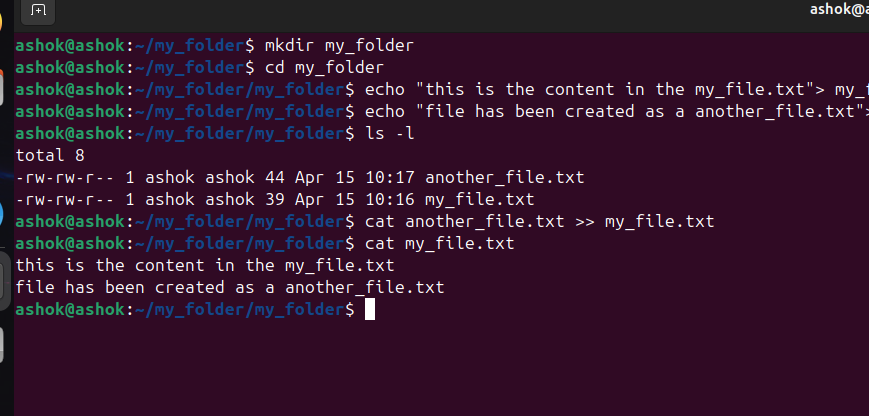 ashok@a
ashok@ashok:~/my_folder$ mkdir my_folder
ashok@ashok:~/my_folder$ cd my_folder
ashok@ashok:~/my_folder/my_folder$ echo "this is the content in the my_file.txt"> my_f
ashok@ashok:~/my_folder/my_folder$ echo "file has been created as a another_file.txt">
ashok@ashok:~/my_folder/my_folder$ ls -l
total 8
-rw-rw-r-- 1 ashok ashok 44 Apr 15 10:17 another_file.txt
-rw-rw-r-- 1 ashok ashok 39 Apr 15 10:16 my_file.txt
ashok@ashok:~/my_folder/my_folder$ cat another_file.txt >> my_file.txt
ashok@ashok:~/my_folder/my_folder$ cat my_file.txt
this is the content in the my_file.txt
file has been created as a another_file.txt
ashok@ashok:~/my_folder/my_folder$